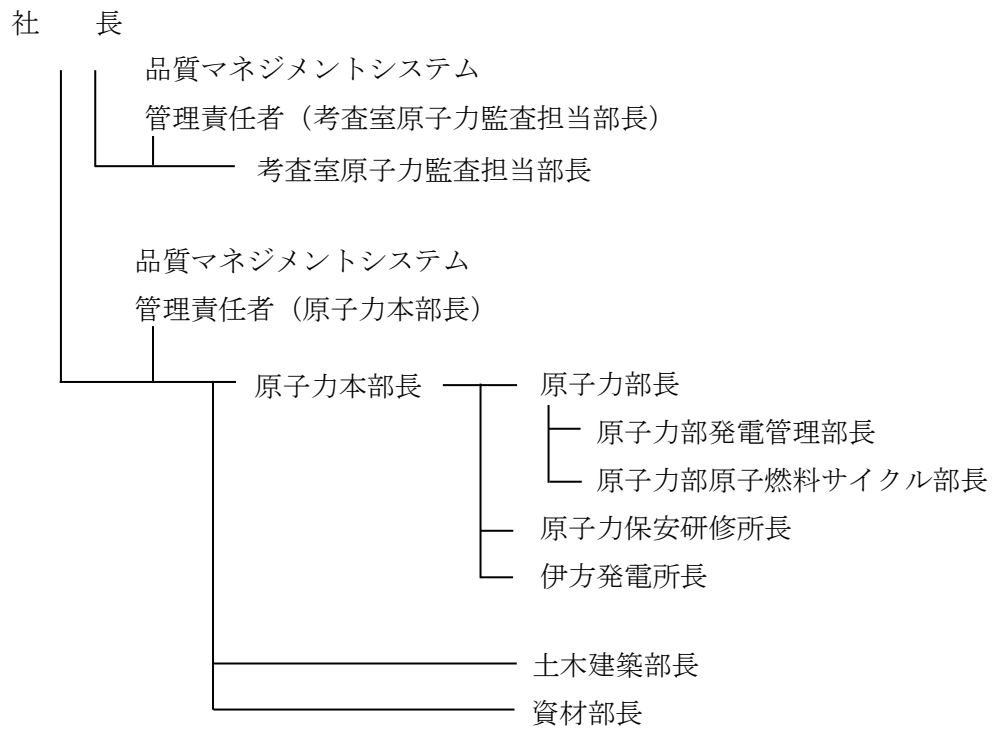 社　　長
品質マネジメントシステム
管理責任者（考査室原子力監査担当部長）
考査室原子力監査担当部長
品質マネジメントシステム
管理責任者（原子力本部長）
原子力本部長
原子力部長
原子力部発電管理部長
原子力部原子燃料サイクル部長
原子力保安研修所長
伊方発電所長
土木建築部長
資材部長